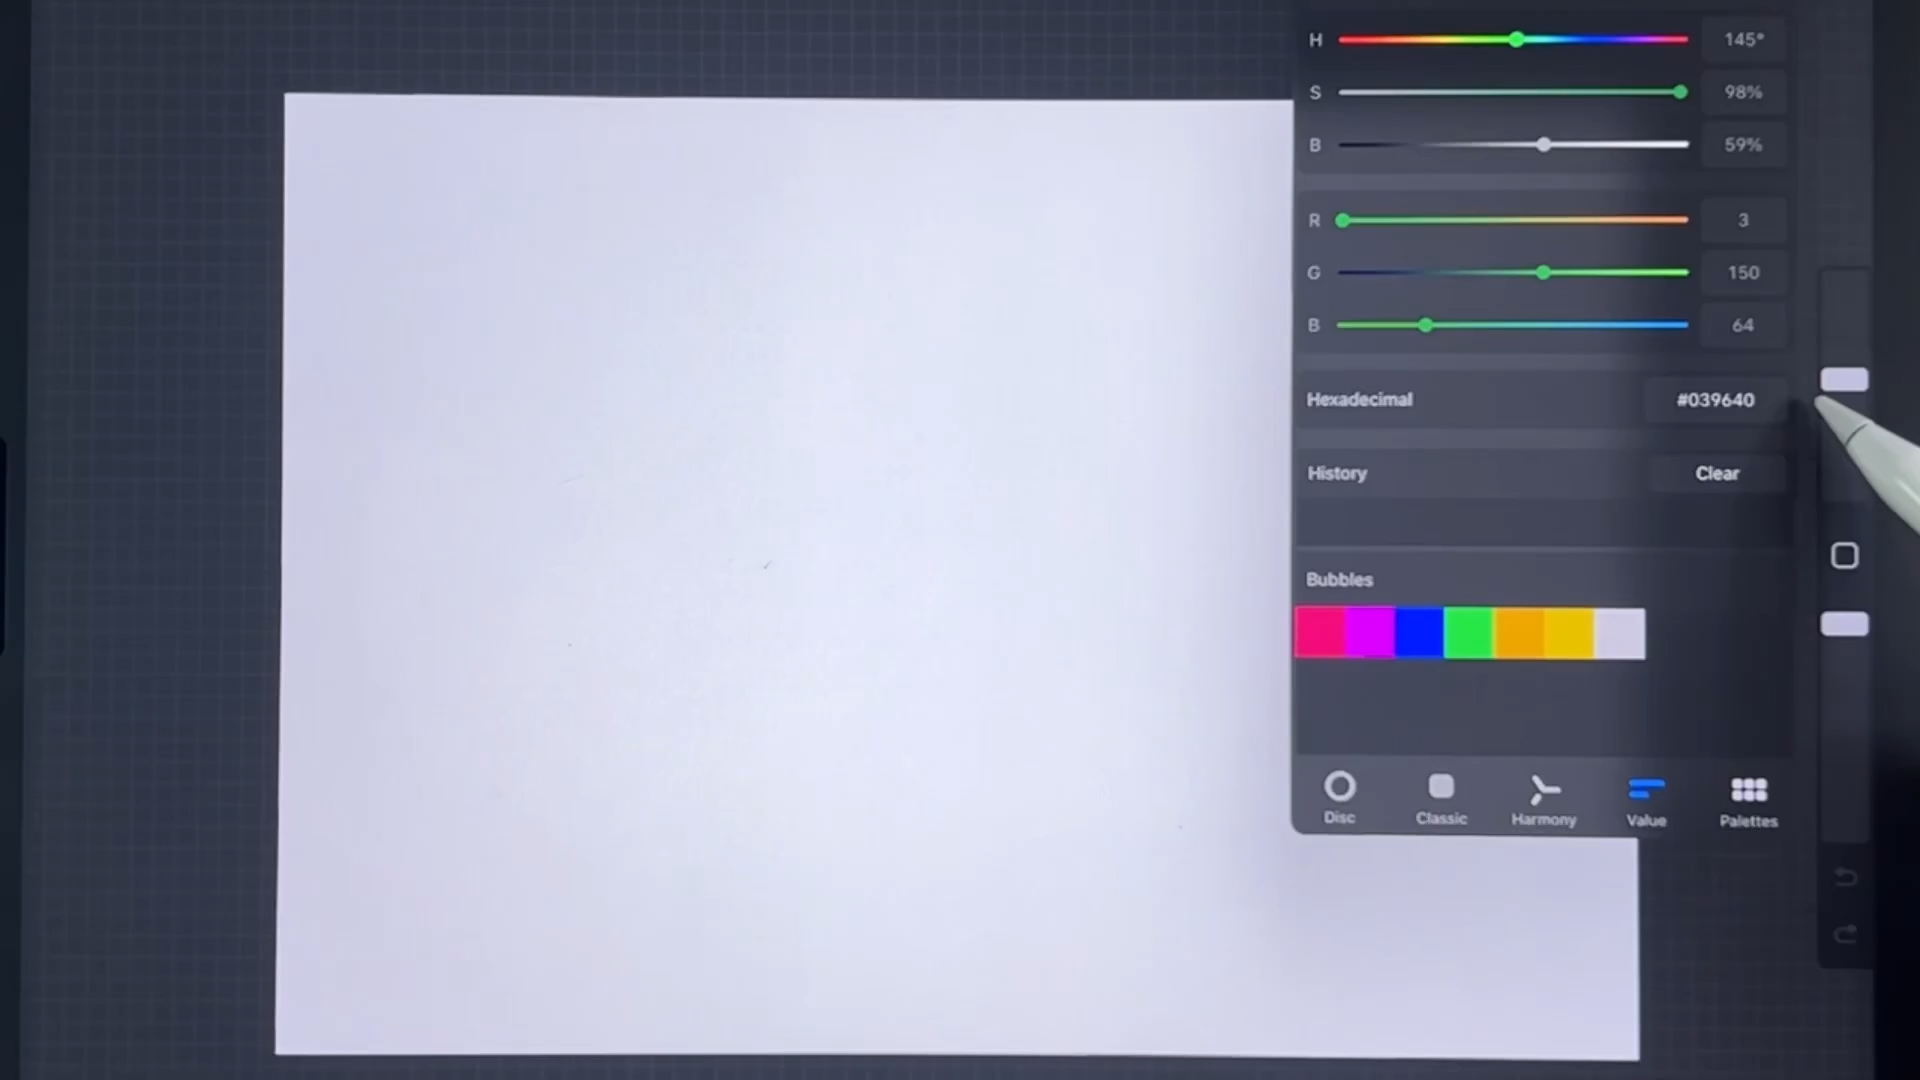 H 145°
S 98%
B 59%
R 3
G 150
B 64
Hexadecimal #039640
History Clear
Bubbles
Disc Classic Harmony Value Palettes